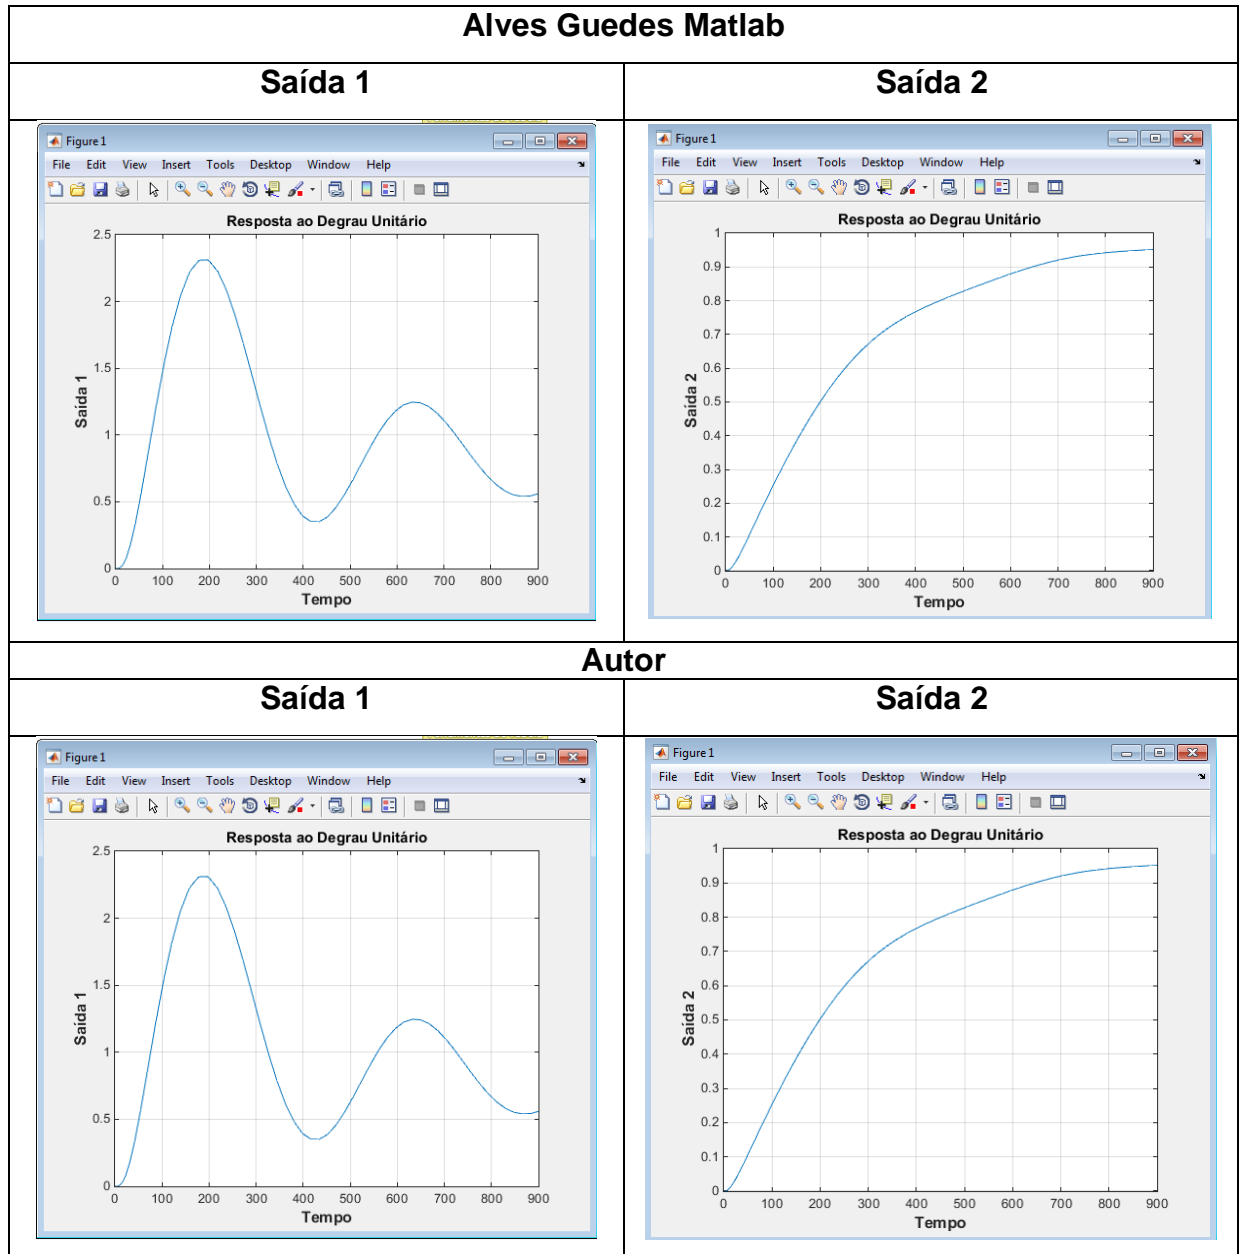 Alves Guedes Matlab
Saída 1
Saída 2
Figure 1
File Edit View Insert Tools Desktop Window Help
Resposta ao Degrau Unitário
2.5
2
1.5
1
0.5
0
Saída 1
0 100 200 300 400 500 600 700 800 900
Tempo
Figure 1
File Edit View Insert Tools Desktop Window Help
Resposta ao Degrau Unitário
1
0.9
0.8
0.7
0.6
0.5
0.4
0.3
0.2
0.1
0
Saída 2
0 100 200 300 400 500 600 700 800 900
Tempo
Autor
Saída 1
Saída 2
Figure 1
File Edit View Insert Tools Desktop Window Help
Resposta ao Degrau Unitário
2.5
2
1.5
1
0.5
0
Saída 1
0 100 200 300 400 500 600 700 800 900
Tempo
Figure 1
File Edit View Insert Tools Desktop Window Help
Resposta ao Degrau Unitário
1
0.9
0.8
0.7
0.6
0.5
0.4
0.3
0.2
0.1
0
Saída 2
0 100 200 300 400 500 600 700 800 900
Tempo